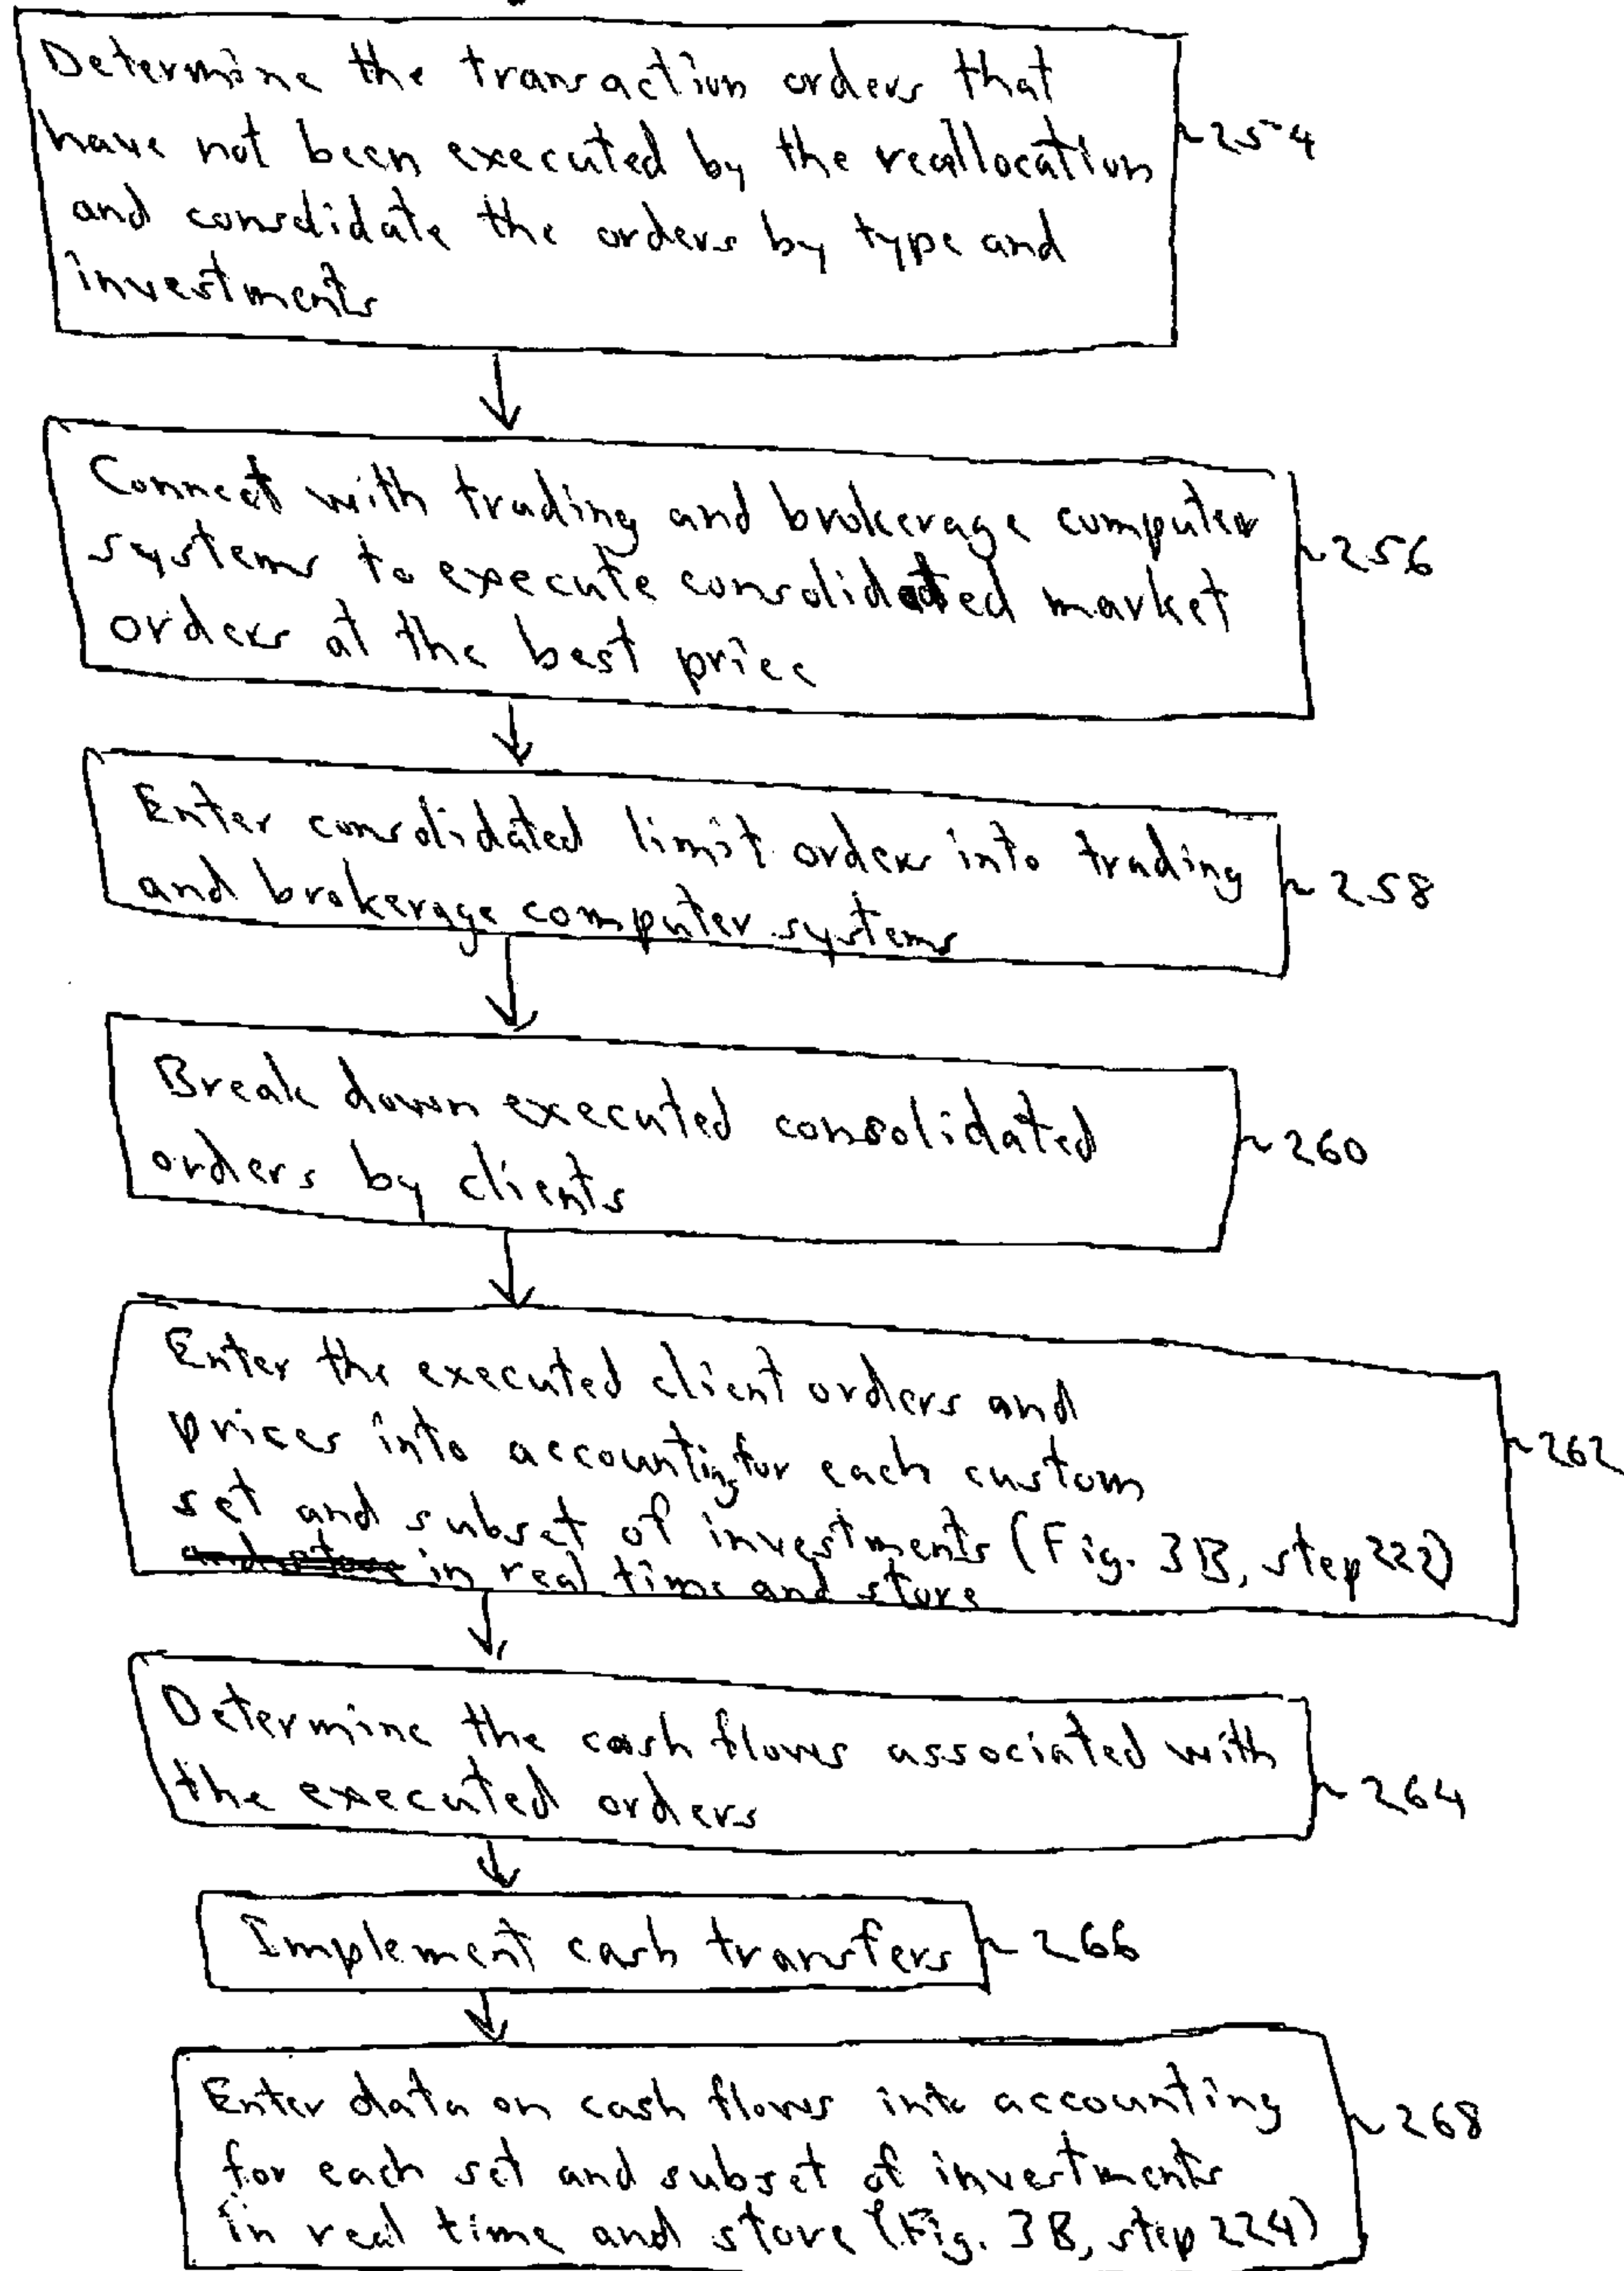 Determine the transaction orders that
have not been executed by the reallocation
and consolidate the orders by type and
investments
~254
Connect with trading and brokerage computer
systems to execute consolidated market
orders at the best price
~256
Enter consolidated limit orders into trading
and brokerage computer systems
~258
Break down executed consolidated
orders by clients
~260
Enter the executed client orders and
prices into accounting for each custom
set and subset of investments (Fig. 3B, step 222)
in real time and store
~262
Determine the cash flows associated with
the executed orders
~264
Implement cash transfers
~266
Enter data on cash flows into accounting
for each set and subset of investments
in real time and store (Fig. 3B, step 224)
~268